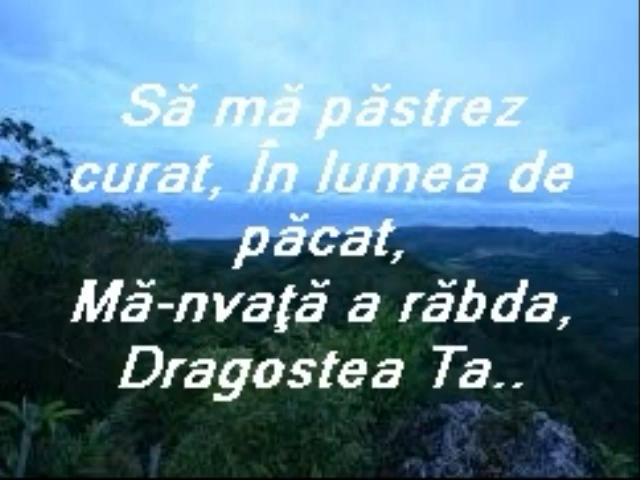 Să mă păstrez
curat, În lumea de
păcat,
Mă-nvaţă a răbda,
Dragostea Ta..